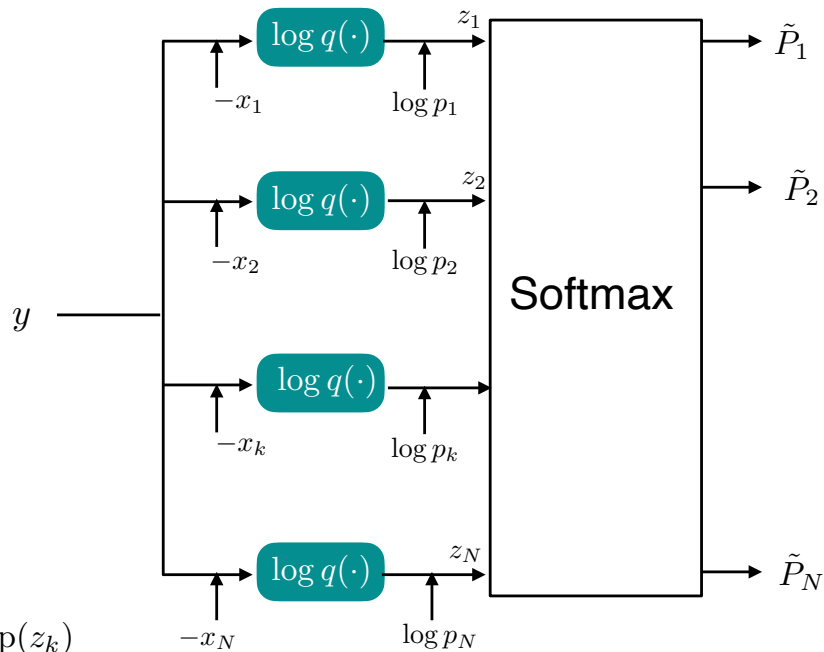 log q(·) z_1 P̃_1
−x_1 log p_1
log q(·) z_2 P̃_2
−x_2 log p_2
y Softmax
log q(·)
−x_k log p_k
log q(·) z_N P̃_N
−x_N log p_N
p(z_k)